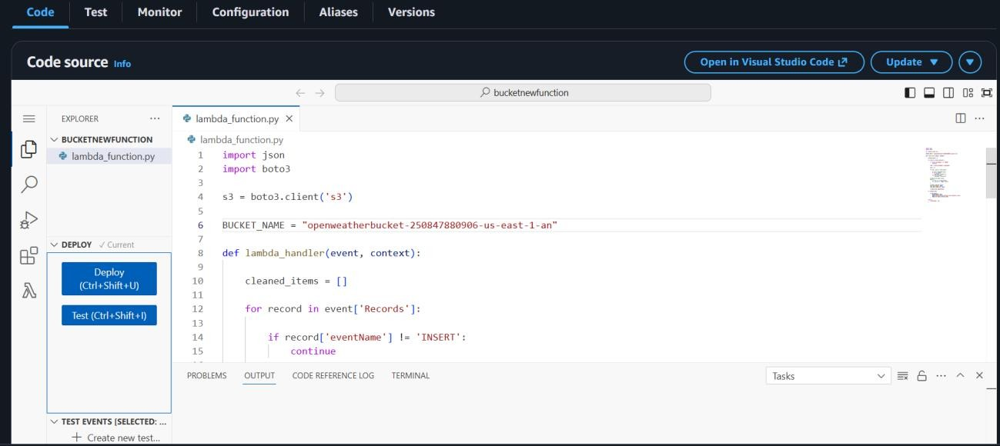 Code Test Monitor Configuration Aliases Versions
Code source Info
Open in Visual Studio Code Update
bucketnewfunction
EXPLORER
BUCKETNEWFUNCTION
lambda_function.py
DEPLOY Current
Deploy
(Ctrl+Shift+U)
Test (Ctrl+Shift+I)
TEST EVENTS [SELECTED: ...
Create new test...
lambda_function.py
lambda_function.py
1 import json
2 import boto3
3
4 s3 = boto3.client('s3')
5
6 BUCKET_NAME = "openweatherbucket-250847880906-us-east-1-an"
7
8 def lambda_handler(event, context):
9
10 cleaned_items = []
11
12 for record in event['Records']:
13
14 if record['eventName'] != 'INSERT':
15 continue
PROBLEMS OUTPUT CODE REFERENCE LOG TERMINAL
Tasks